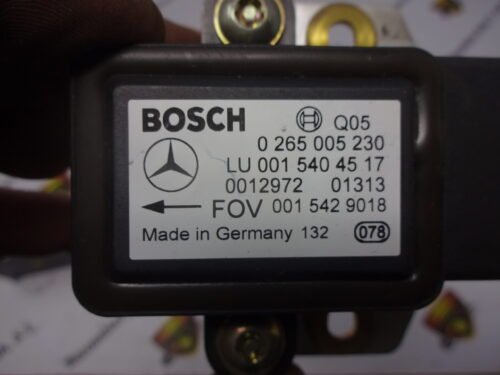 BOSCH Q05
0 265 005 230
LU 001 540 45 17
0012972 01313
FOV 001 542 9018
Made in Germany 132 078